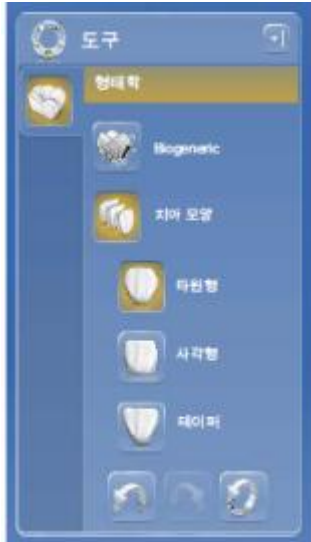 도구
형태학
Biogeneric
치아 모양
타원형
사각형
테이퍼